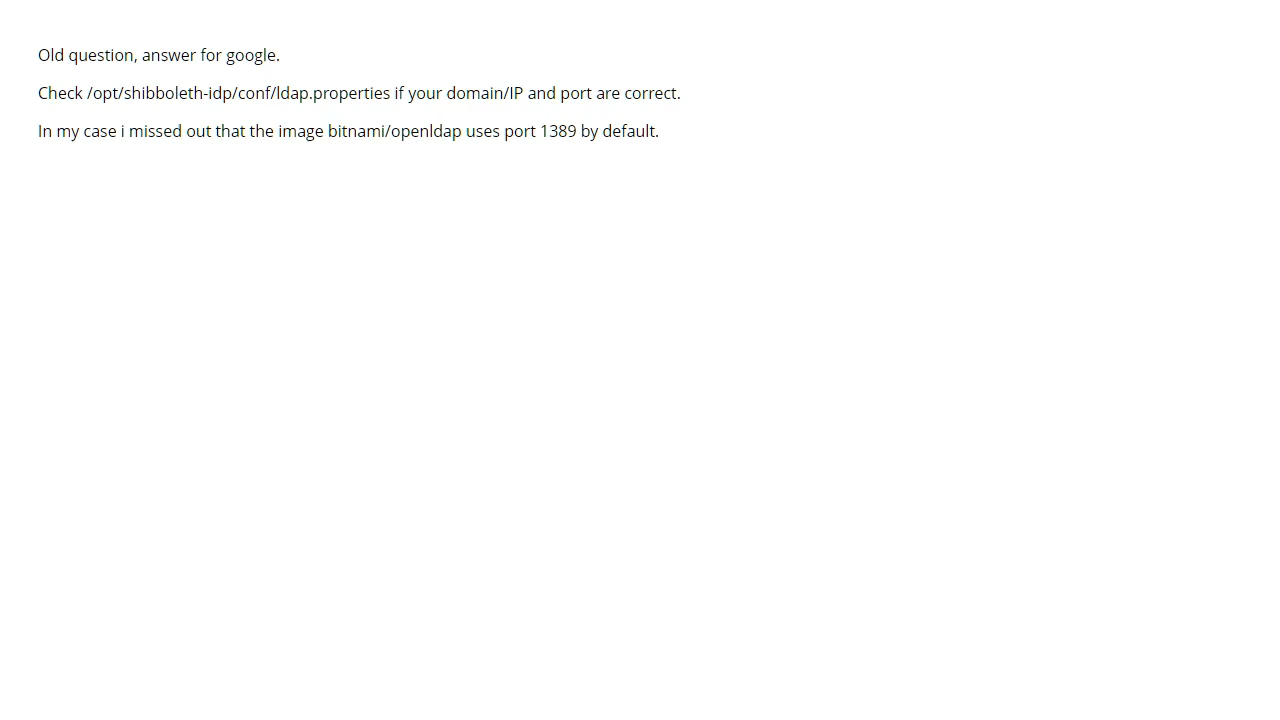 Old question, answer for google.
Check /opt/shibboleth-idp/conf/ldap.properties if your domain/IP and port are correct.
In my case i missed out that the image bitnami/openldap uses port 1389 by default.